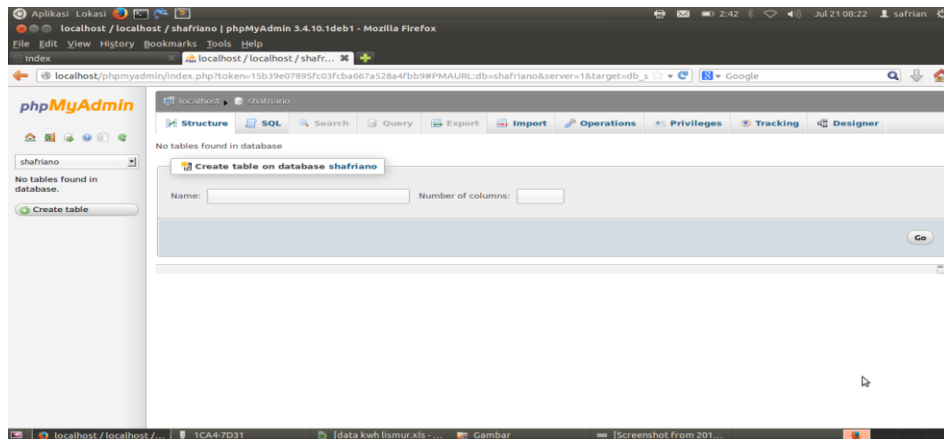 Aplikasi Lokasi 2:42 Jul 21 08:22 safrian
localhost / localhost / shafriano | phpMyAdmin 3.4.10.1deb1 - Mozilla Firefox
File Edit View History Bookmarks Tools Help
Index localhost / localhost / shafr...
localhost/phpmyadmin/index.php?token=15b39e07895fc03fcba667a528a4fbb9#PMAURL:db=shafriano&server=1&target=db_s Google
phpMyAdmin
localhost shafriano
Structure SQL Search Query Export Import Operations Privileges Tracking Designer
No tables found in database
shafriano
Create table on database shafriano
No tables found in
database.
Name: Number of columns:
Create table
Go
localhost / localhost /... 1CA4-7D31 [data kwh lismur.xls -... Gambar [Screenshot from 201...